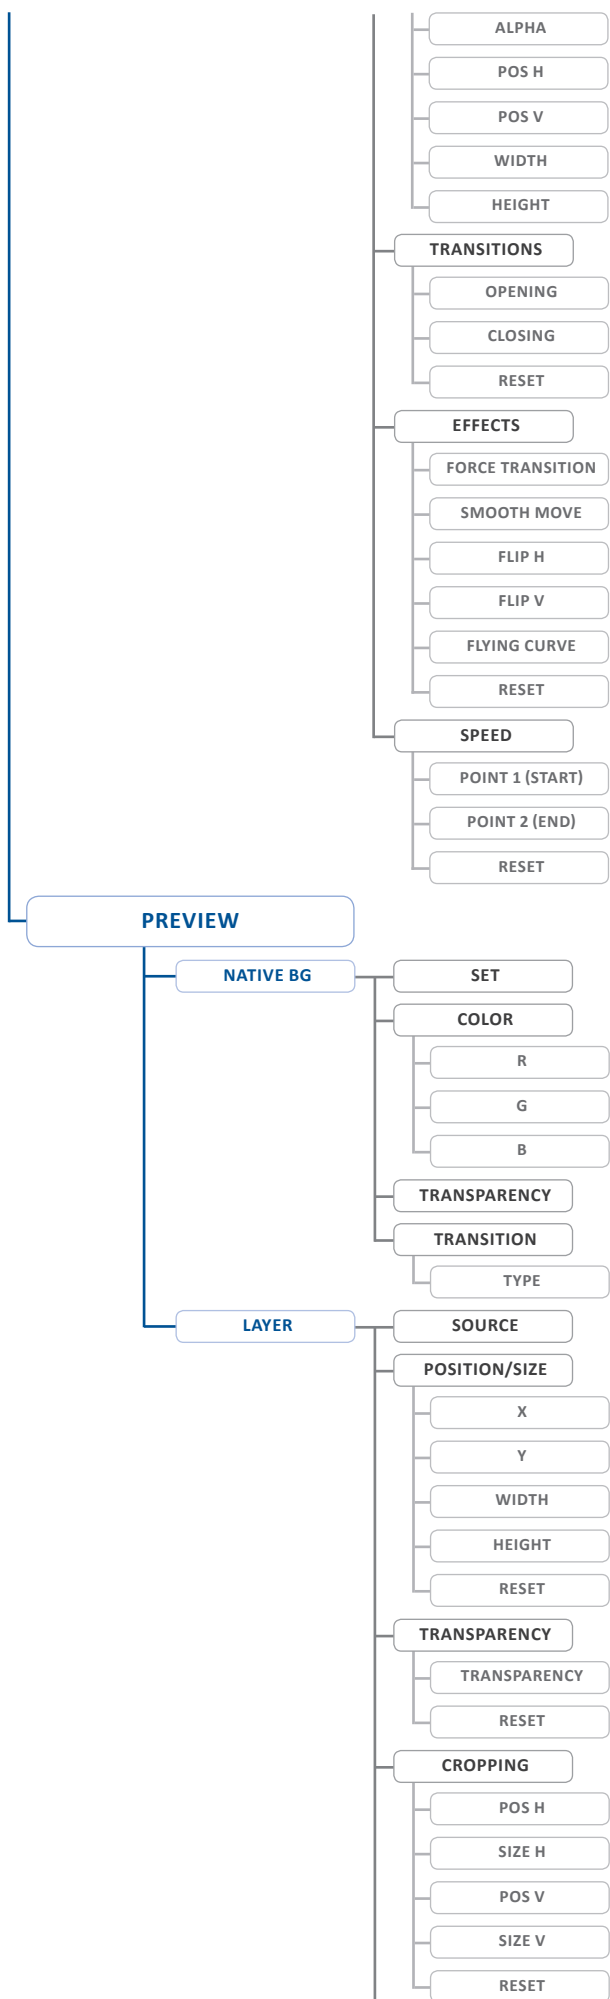 ALPHA
POS H
POS V
WIDTH
HEIGHT
TRANSITIONS
OPENING
CLOSING
RESET
EFFECTS
FORCE TRANSITION
SMOOTH MOVE
FLIP H
FLIP V
FLYING CURVE
RESET
SPEED
POINT 1 (START)
POINT 2 (END)
RESET
PREVIEW
NATIVE BG
SET
COLOR
R
G
B
TRANSPARENCY
TRANSITION
TYPE
LAYER
SOURCE
POSITION/SIZE
X
Y
WIDTH
HEIGHT
RESET
TRANSPARENCY
TRANSPARENCY
RESET
CROPPING
POS H
SIZE H
POS V
SIZE V
RESET